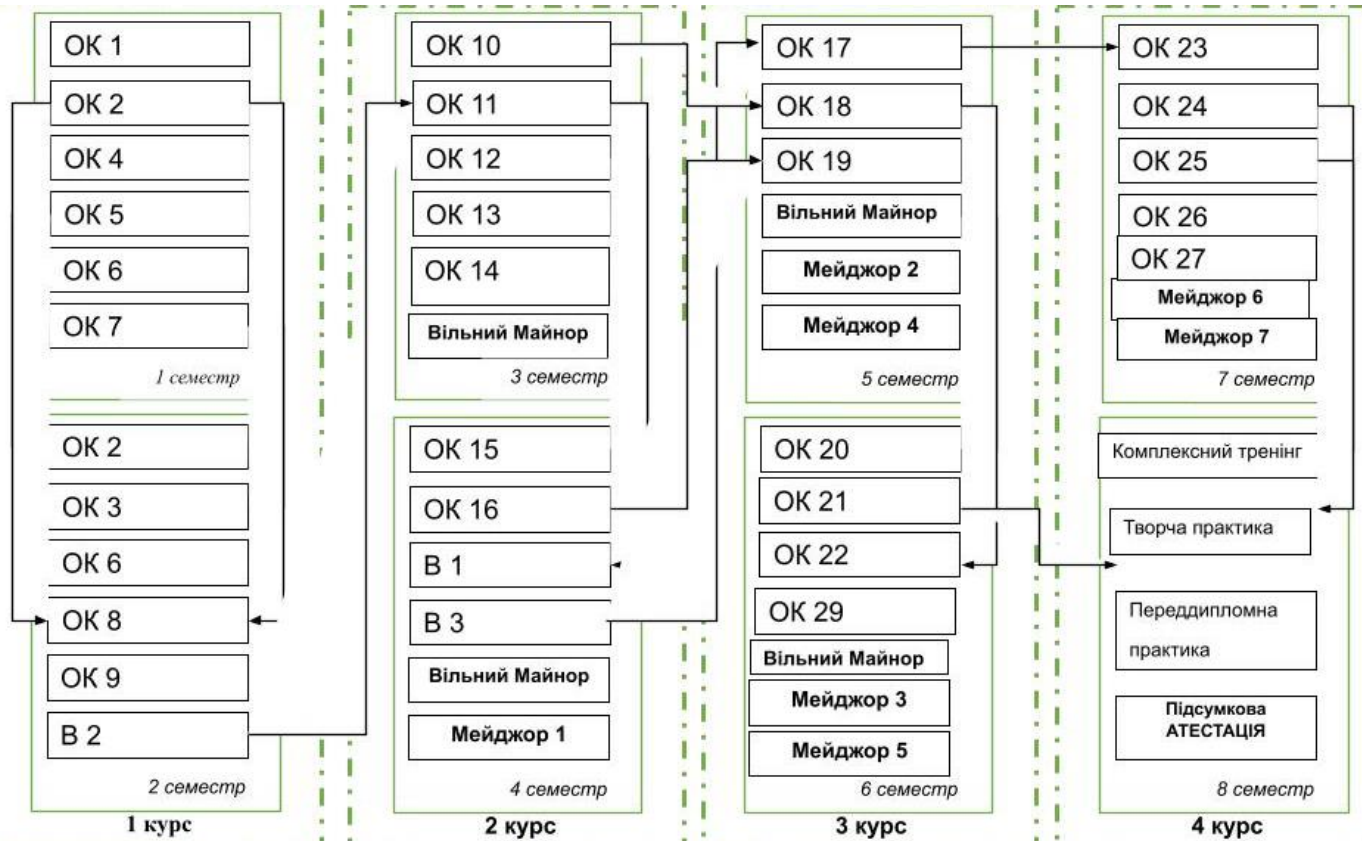 ОК 1
ОК 2
ОК 4
ОК 5
ОК 6
ОК 7
1 семестр
ОК 2
ОК 3
ОК 6
ОК 8
ОК 9
В 2
2 семестр
1 курс
ОК 10
ОК 11
ОК 12
ОК 13
ОК 14
Вільний Майнор
3 семестр
ОК 15
ОК 16
В 1
В 3
Вільний Майнор
Мейджор 1
4 семестр
2 курс
ОК 17
ОК 18
ОК 19
Вільний Майнор
Мейджор 2
Мейджор 4
5 семестр
ОК 20
ОК 21
ОК 22
ОК 29
Вільний Майнор
Мейджор 3
Мейджор 5
6 семестр
3 курс
ОК 23
ОК 24
ОК 25
ОК 26
ОК 27
Мейджор 6
Мейджор 7
7 семестр
Комплексний тренінг
Творча практика
Переддипломна
практика
Підсумкова
АТЕСТАЦІЯ
8 семестр
4 курс